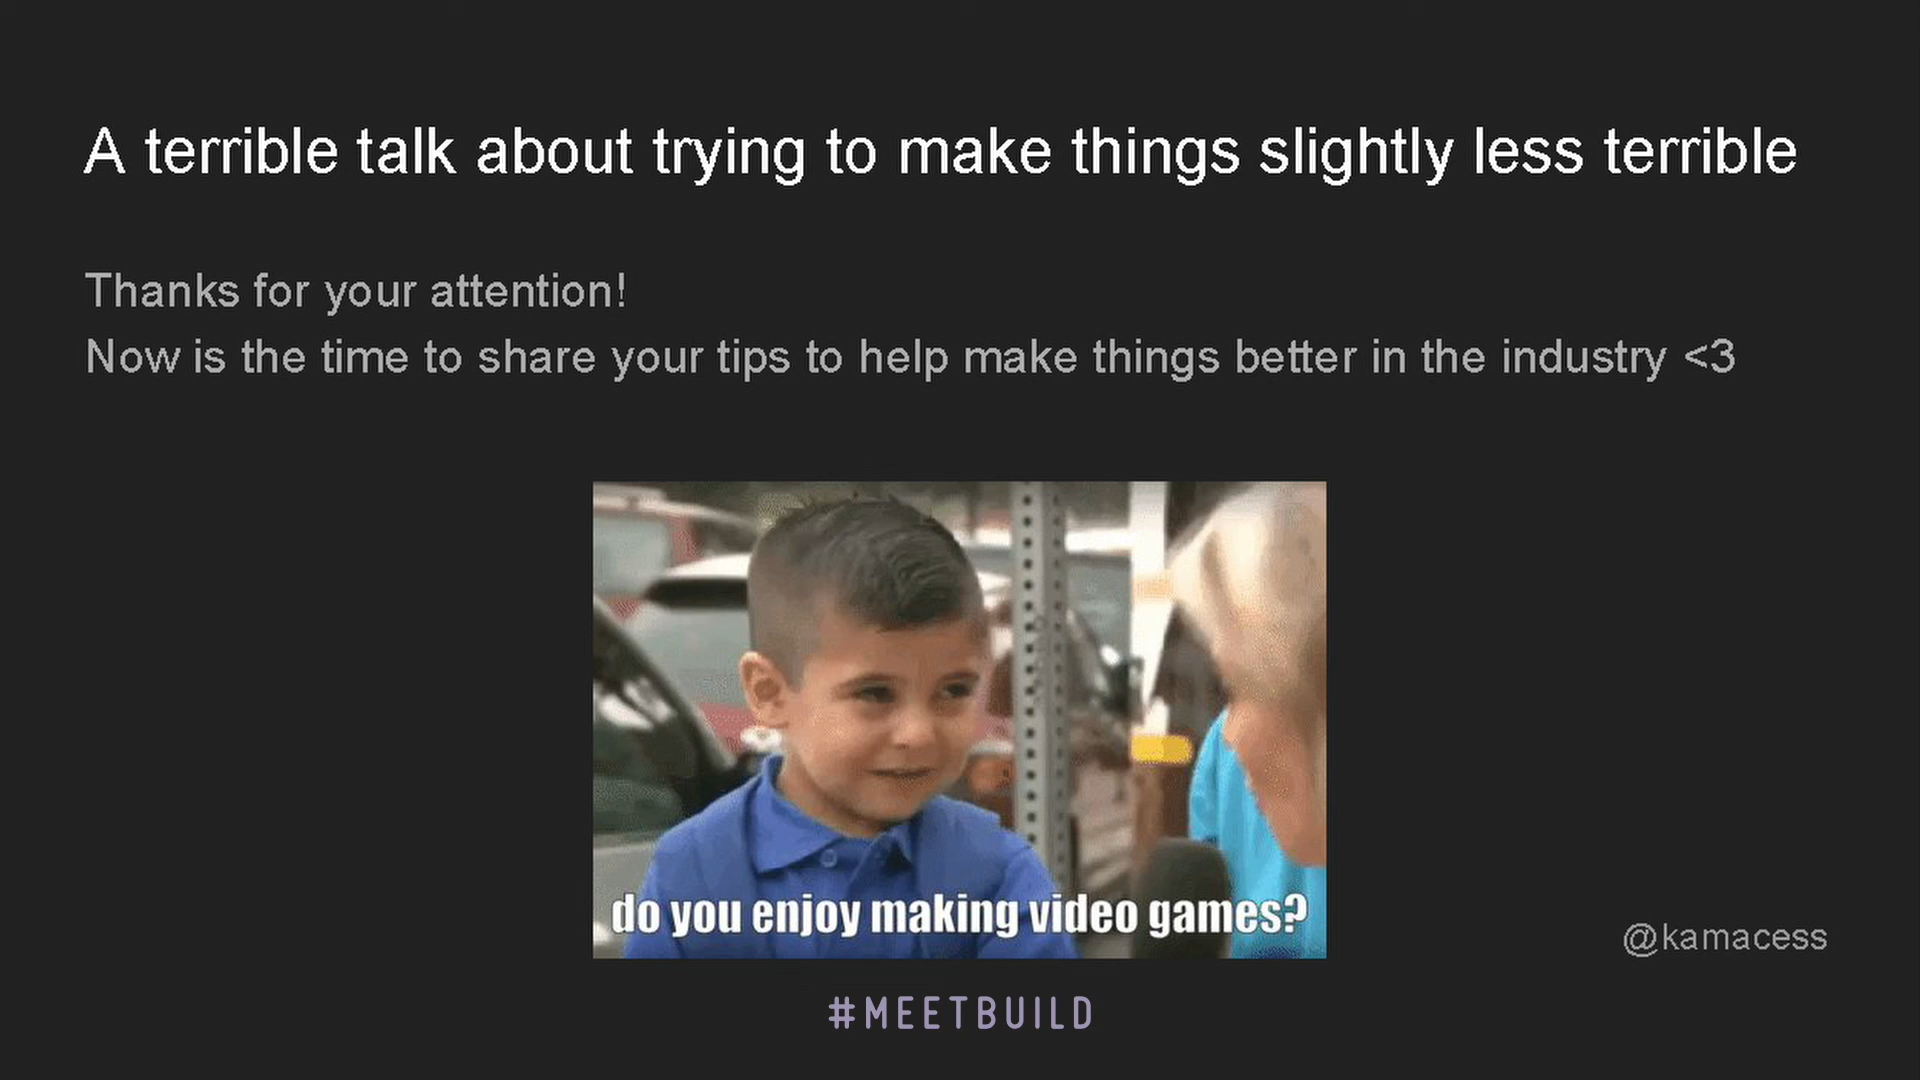 A terrible talk about trying to make things slightly less terrible
Thanks for your attention!
Now is the time to share your tips to help make things better in the industry <3
do you enjoy making video games?
@kamacess
#MEETBUILD